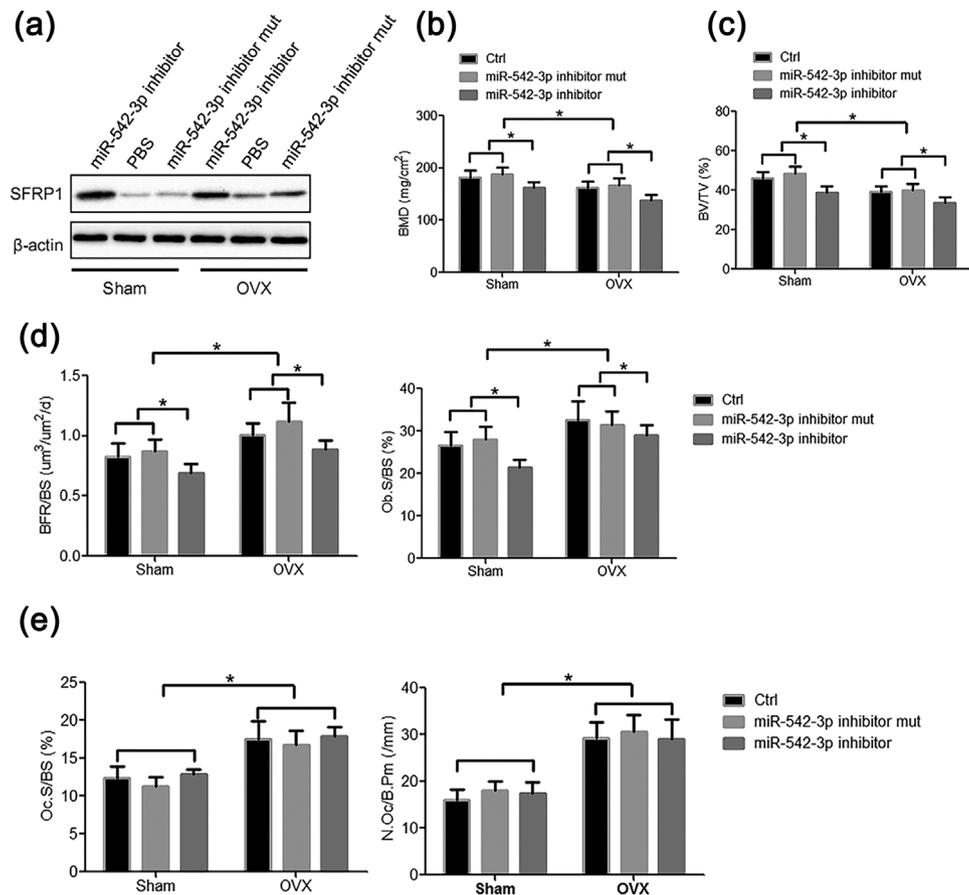 (a)
miR-542-3p inhibitor
PBS
miR-542-3p inhibitor mut
miR-542-3p inhibitor
PBS
miR-542-3p inhibitor mut
SFRP1
β-actin
Sham
OVX
(b)
Ctrl
miR-542-3p inhibitor mut
miR-542-3p inhibitor
BMD (mg/cm²)
300
200
100
0
*
*
*
Sham
OVX
(c)
Ctrl
miR-542-3p inhibitor mut
miR-542-3p inhibitor
BV/TV (%)
80
60
40
20
0
*
*
*
Sham
OVX
(d)
BFR/BS (um³/um²/d)
1.5
1.0
0.5
0.0
*
*
*
Sham
OVX
Ob.S/BS (%)
40
30
20
10
0
*
*
*
Sham
OVX
Ctrl
miR-542-3p inhibitor mut
miR-542-3p inhibitor
(e)
Oc.S/BS (%)
25
20
15
10
5
0
*
Sham
OVX
N.Oc/B.Pm (/mm)
40
30
20
10
0
*
Sham
OVX
Ctrl
miR-542-3p inhibitor mut
miR-542-3p inhibitor